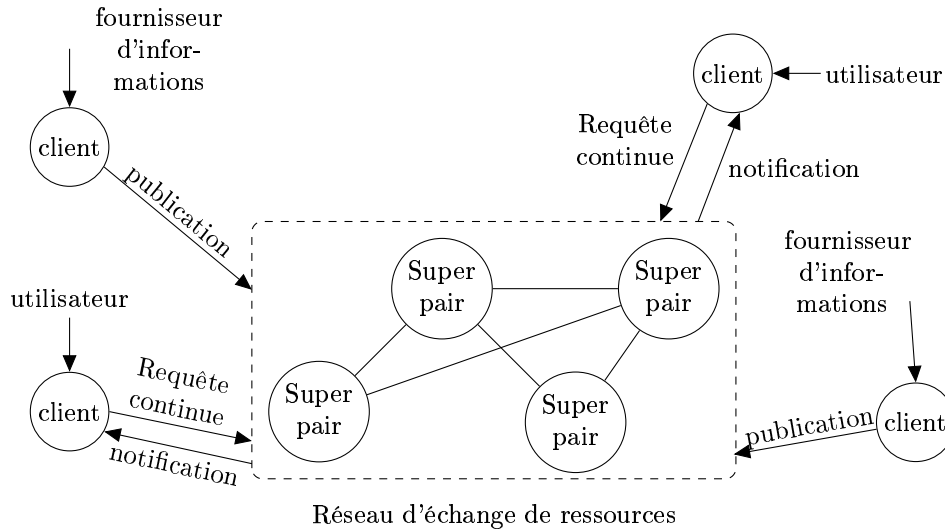 fournisseur
d'infor-
mations
client
publication
utilisateur
client
Requête
continue
notification
client
utilisateur
Requête
continue
notification
Super
pair
Super
pair
Super
pair
Super
pair
fournisseur
d'infor-
mations
client
publication
Réseau d'échange de ressources